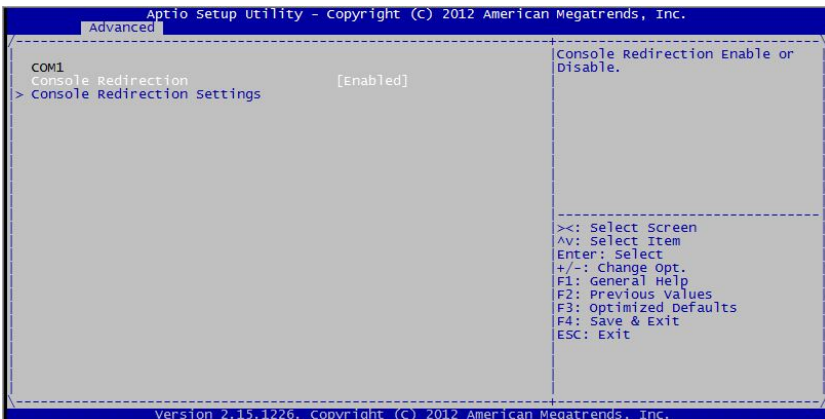 Aptio Setup Utility - Copyright (C) 2012 American Megatrends, Inc.
Advanced
COM1
Console Redirection [Enabled]
> Console Redirection Settings
Console Redirection Enable or
Disable.
><: Select Screen
^v: Select Item
Enter: Select
+/-: Change Opt.
F1: General Help
F2: Previous Values
F3: Optimized Defaults
F4: Save & Exit
ESC: Exit
Version 2.15.1226. Copyright (C) 2012 American Megatrends, Inc.